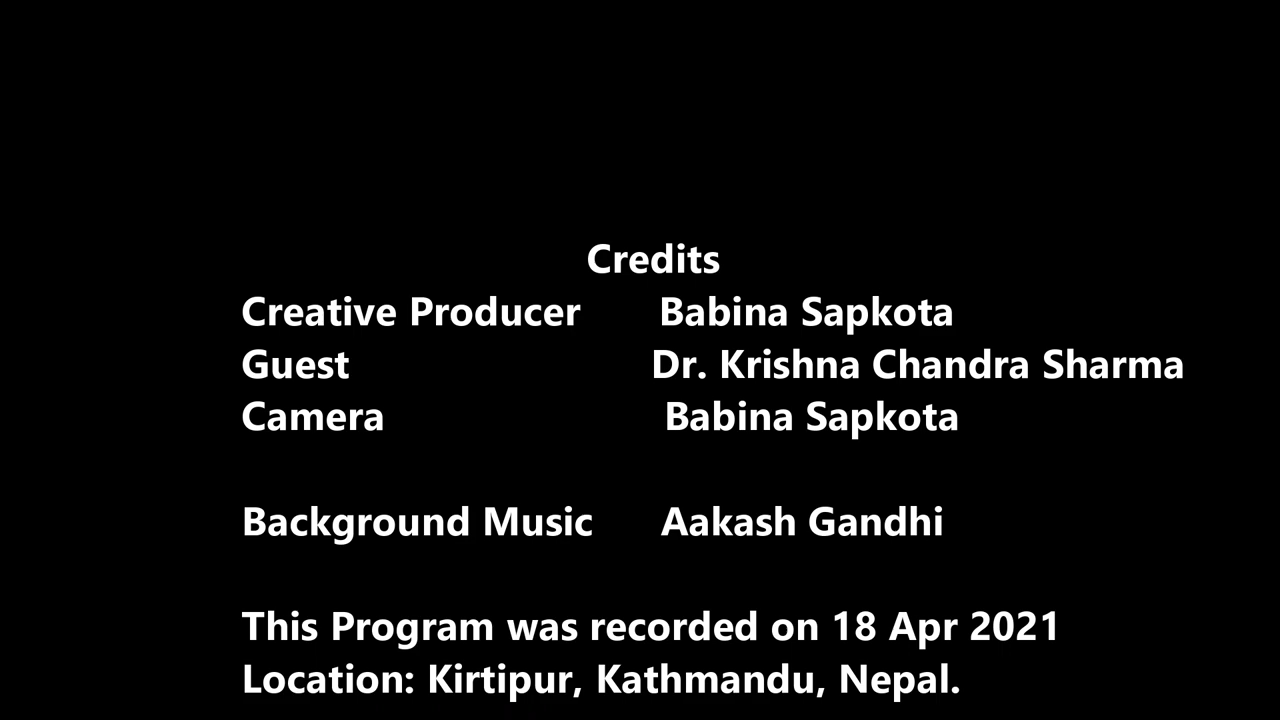 Credits
Creative Producer Babina Sapkota
Guest Dr. Krishna Chandra Sharma
Camera Babina Sapkota
Background Music Aakash Gandhi
This Program was recorded on 18 Apr 2021
Location: Kirtipur, Kathmandu, Nepal.